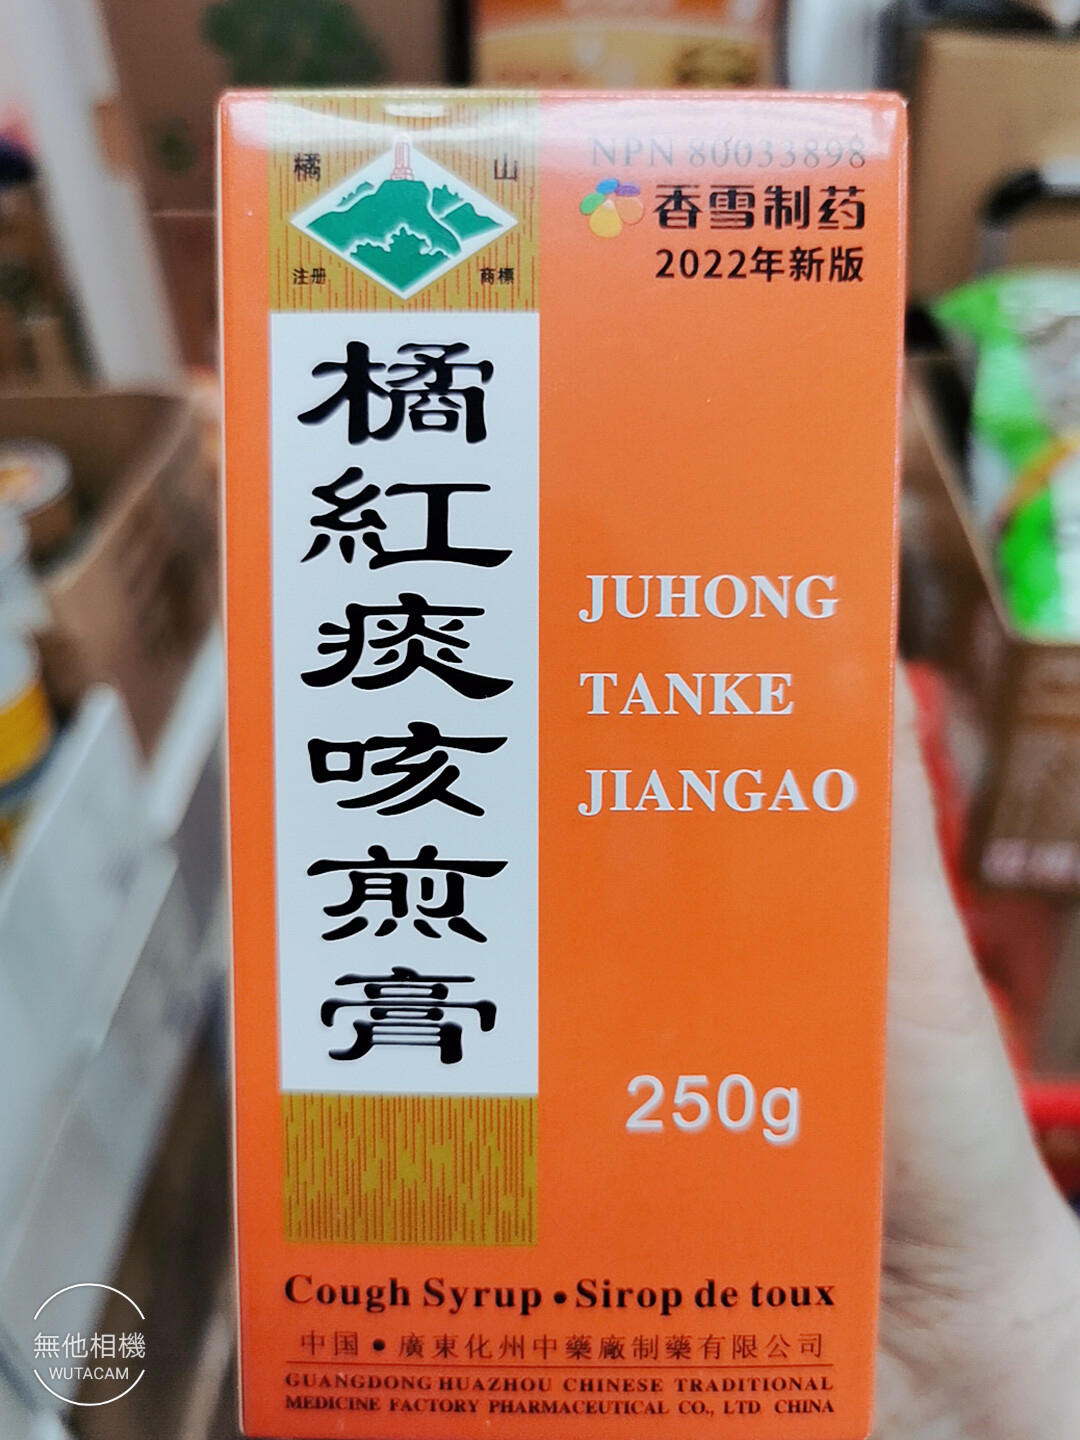 橘 山
注册 商標
NPN 80033898
香雪制药
2022年新版
橘紅痰咳煎膏
JUHONG
TANKE
JIANGAO
250g
Cough Syrup • Sirop de toux
中国 • 廣東化州中藥廠制藥有限公司
GUANGDONG HUAZHOU CHINESE TRADITIONAL
MEDICINE FACTORY PHARMACEUTICAL CO., LTD CHINA
無他相機
WUTACAM